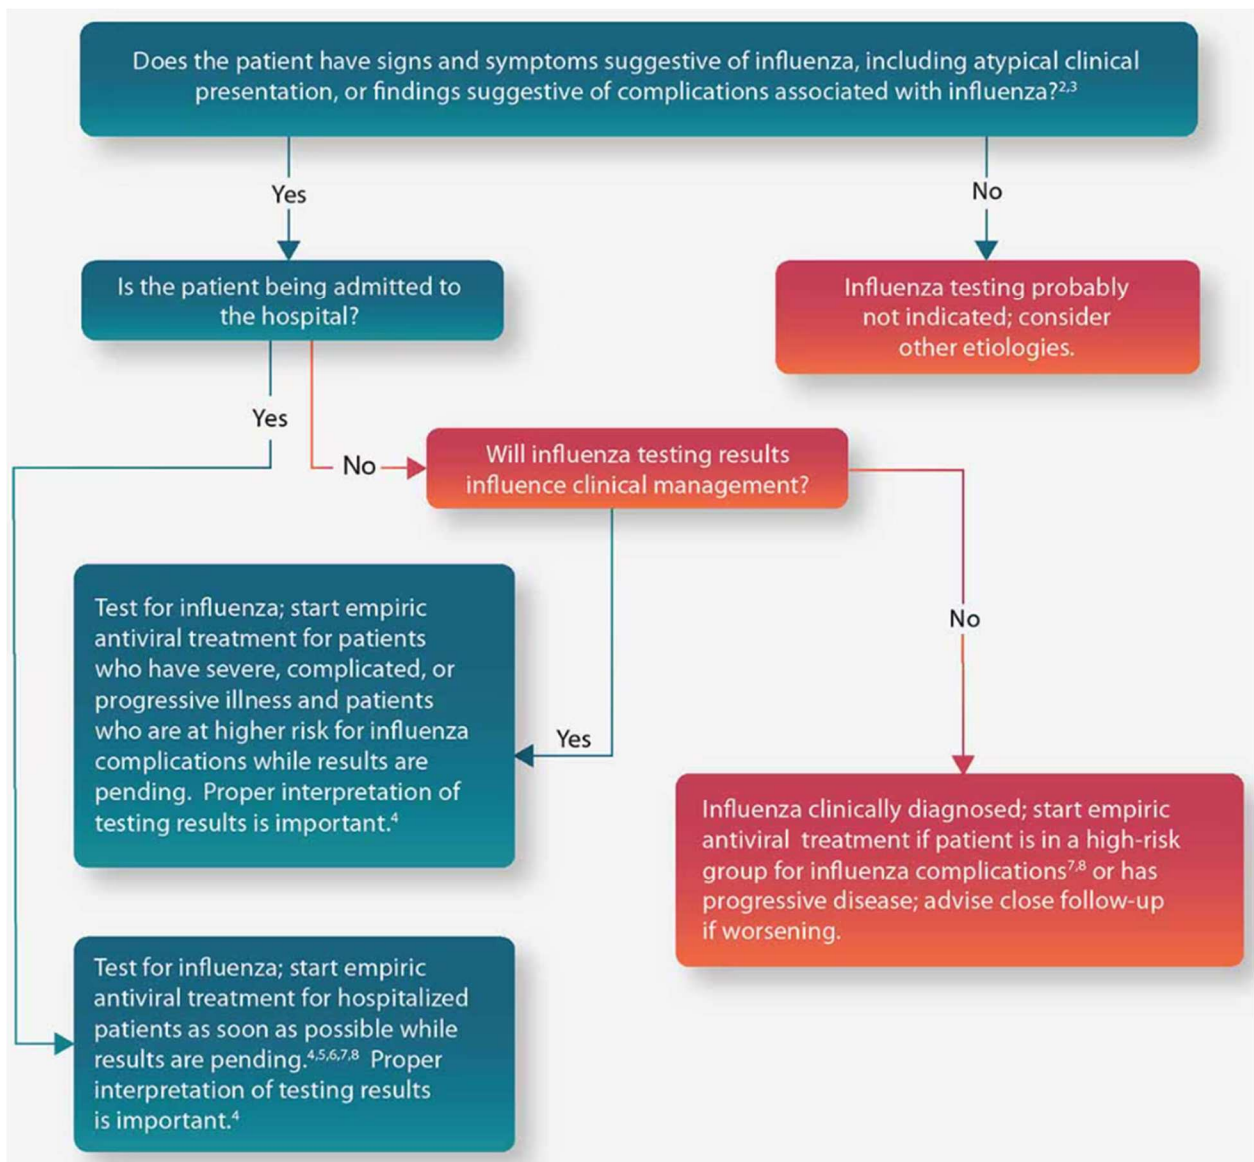 Does the patient have signs and symptoms suggestive of influenza, including atypical clinical
presentation, or findings suggestive of complications associated with influenza?2,3
Yes
No
Is the patient being admitted to
the hospital?
Influenza testing probably
not indicated; consider
other etiologies.
Yes
No
Will influenza testing results
influence clinical management?
Test for influenza; start empiric
antiviral treatment for patients
who have severe, complicated, or
progressive illness and patients
who are at higher risk for influenza
complications while results are
pending.  Proper interpretation of
testing results is important.4
Yes
No
Influenza clinically diagnosed; start empiric
antiviral  treatment if patient is in a high-risk
group for influenza complications7,8 or has
progressive disease; advise close follow-up
if worsening.
Test for influenza; start empiric
antiviral treatment for hospitalized
patients as soon as possible while
results are pending.4,5,6,7,8  Proper
interpretation of testing results
is important.4